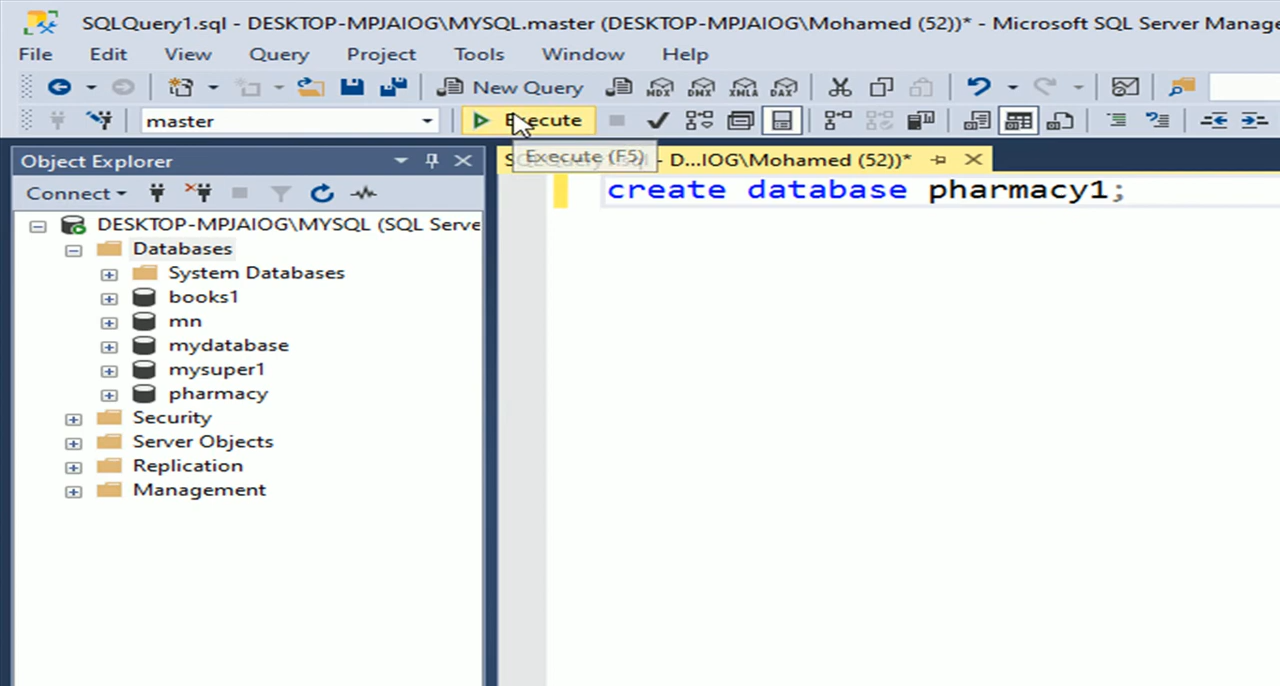 SQLQuery1.sql - DESKTOP-MPJAIOG\MYSQL.master (DESKTOP-MPJAIOG\Mohamed (52))* - Microsoft SQL Server Manage
File Edit View Query Project Tools Window Help
New Query MDX DMX XMLA DAX
master Execute
Execute (F5)
Object Explorer
- D...IOG\Mohamed (52))*
Connect
create database pharmacy1;
DESKTOP-MPJAIOG\MYSQL (SQL Serve
Databases
System Databases
books1
mn
mydatabase
mysuper1
pharmacy
Security
Server Objects
Replication
Management